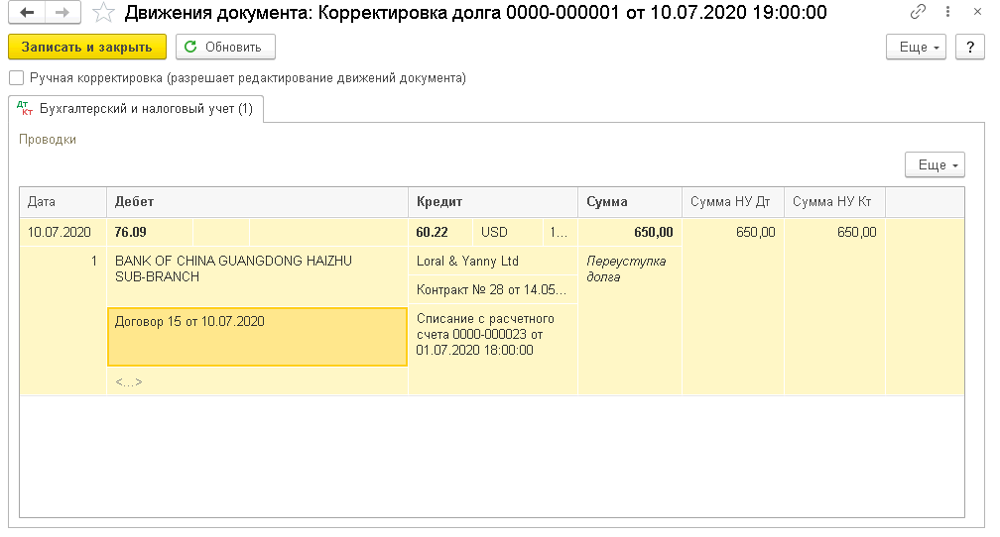 Движения документа: Корректировка долга 0000-000001 от 10.07.2020 19:00:00
Записать и закрыть
Обновить
Еще
?
Ручная корректировка (разрешает редактирование движений документа)
Дт Кт
Бухгалтерский и налоговый учет (1)
Проводки
Еще
Дата Дебет Кредит Сумма Сумма НУ Дт Сумма НУ Кт
10.07.2020 76.09 60.22 USD 1... 650,00 650,00 650,00
1 BANK OF CHINA GUANGDONG HAIZHU Loral & Yanny Ltd Переуступка
SUB-BRANCH долга
Контракт № 28 от 14.05...
Договор 15 от 10.07.2020 Списание с расчетного
счета 0000-000023 от
01.07.2020 18:00:00
<...>